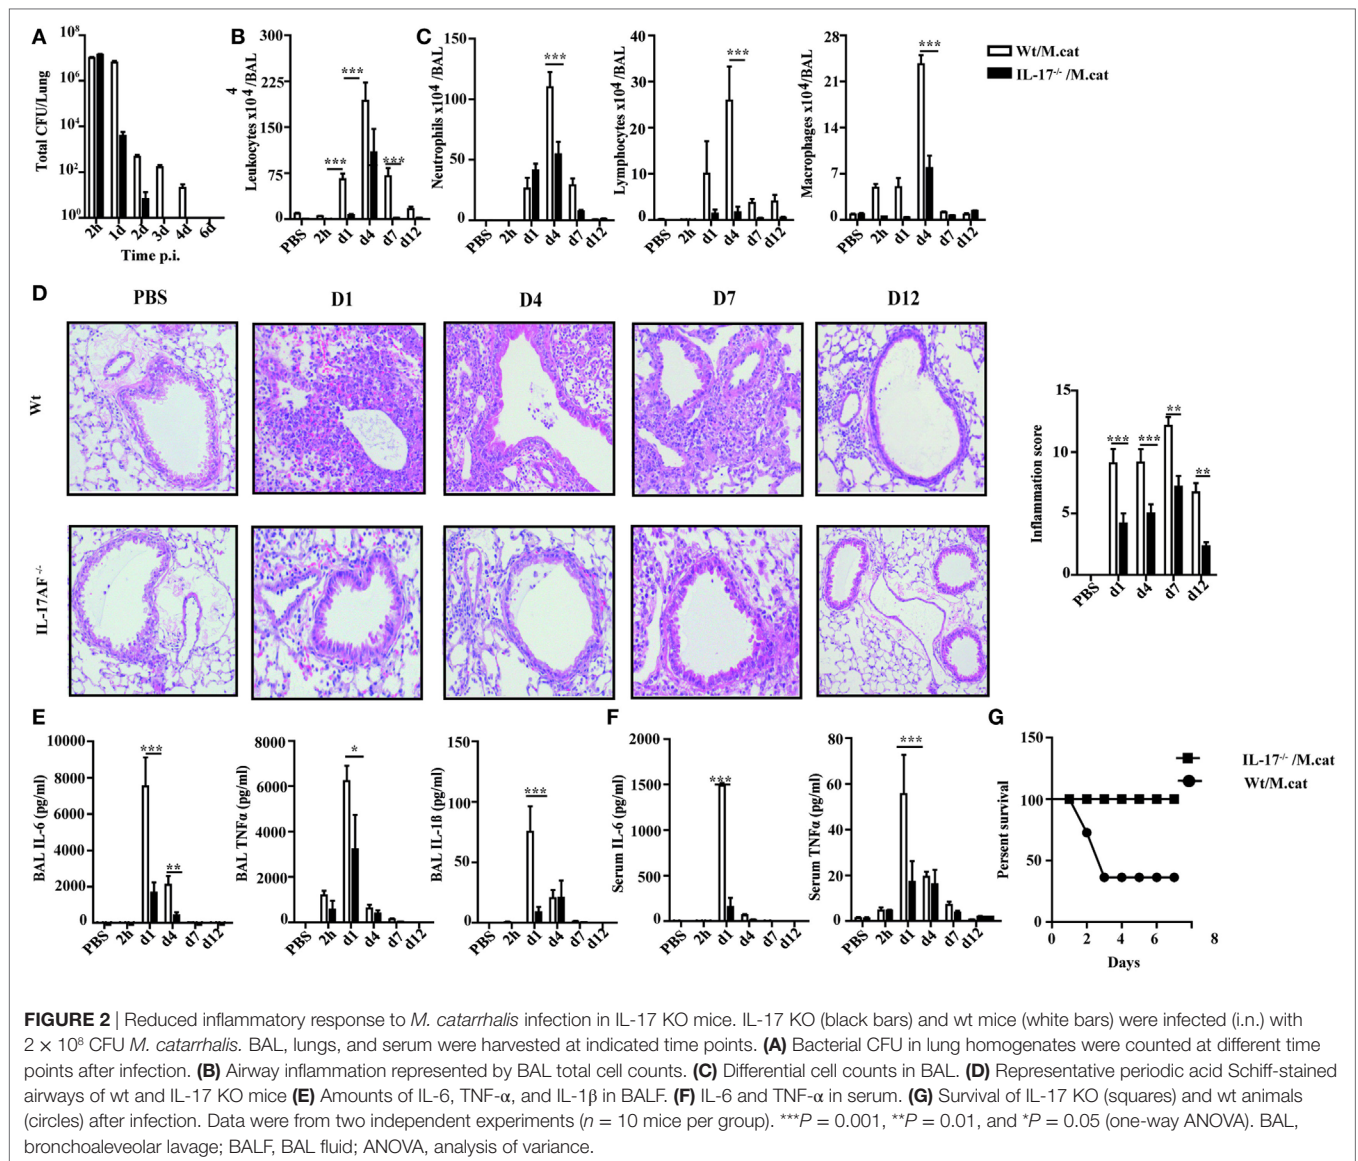 A
Total CFU/Lung
10⁸
10⁶
10⁴
10²
10⁰
2h 1d 2d 3d 4d 6d
Time p.i.
B
4
Leukocytes x10⁴ /BAL
300
225
150
75
0
*** *** ***
PBS 2h d1 d4 d7 d12
C
Neutrophils x10⁴ /BAL
150
100
50
0
***
PBS 2h d1 d4 d7 d12
Lymphocytes x10⁴ /BAL
40
30
20
10
0
***
PBS 2h d1 d4 d7 d12
Macrophages x10⁴/BAL
28
21
14
7
0
***
PBS 2h d1 d4 d7 d12
Wt/M.cat
IL-17⁻/⁻ /M.cat
D
PBS D1 D4 D7 D12
Wt
IL-17AF ⁻/⁻
Inflammation score
15
10
5
0
*** *** ** **
PBS d1 d4 d7 d12
E
BAL IL-6 (pg/ml)
10000
8000
6000
4000
2000
0
*** **
PBS 2h d1 d4 d7 d12
BAL TNFα (pg/ml)
8000
6000
4000
2000
0
*
PBS 2h d1 d4 d7 d12
BAL IL-1ß (pg/ml)
150
100
50
0
***
PBS 2h d1 d4 d7 d12
F
Serum IL-6 (pg/ml)
2000
1500
1000
500
0
***
PBS 2h d1 d4 d7 d12
Serum TNFα (pg/ml)
80
60
40
20
0
***
PBS 2h d1 d4 d7 d12
G
Persent survival
150
100
50
0
0 2 4 6 8
Days
IL-17⁻/⁻ /M.cat
Wt/M.cat
FIGURE 2 | Reduced inflammatory response to M. catarrhalis infection in IL-17 KO mice. IL-17 KO (black bars) and wt mice (white bars) were infected (i.n.) with
2 × 10⁸ CFU M. catarrhalis. BAL, lungs, and serum were harvested at indicated time points. (A) Bacterial CFU in lung homogenates were counted at different time
points after infection. (B) Airway inflammation represented by BAL total cell counts. (C) Differential cell counts in BAL. (D) Representative periodic acid Schiff-stained
airways of wt and IL-17 KO mice (E) Amounts of IL-6, TNF-α, and IL-1β in BALF. (F) IL-6 and TNF-α in serum. (G) Survival of IL-17 KO (squares) and wt animals
(circles) after infection. Data were from two independent experiments (n = 10 mice per group). ***P = 0.001, **P = 0.01, and *P = 0.05 (one-way ANOVA). BAL,
bronchoaleveolar lavage; BALF, BAL fluid; ANOVA, analysis of variance.